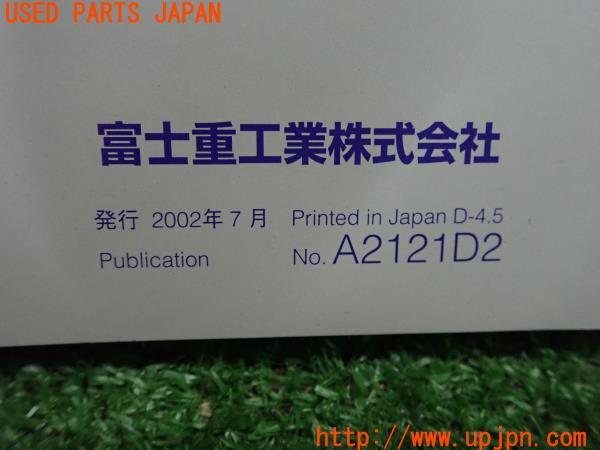 USED PARTS JAPAN
富士重工業株式会社
発行 2002年7月 Printed in Japan D-4.5
Publication No. A2121D2
http://www.upjpn.com/